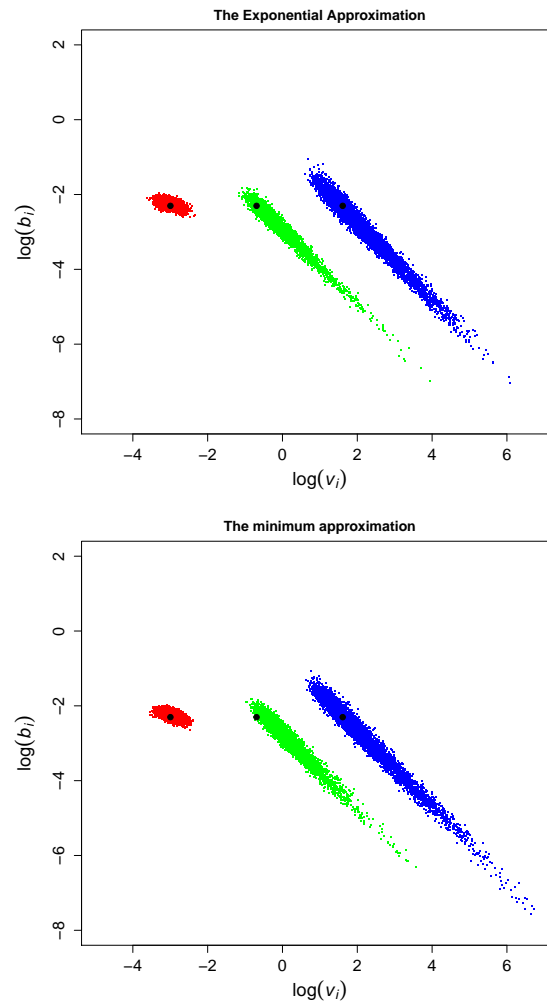 The Exponential Approximation
2
0
−2
−4
−6
−8
log(b_i)
−4 −2 0 2 4 6
log(v_i)
The minimum approximation
2
0
−2
−4
−6
−8
log(b_i)
−4 −2 0 2 4 6
log(v_i)